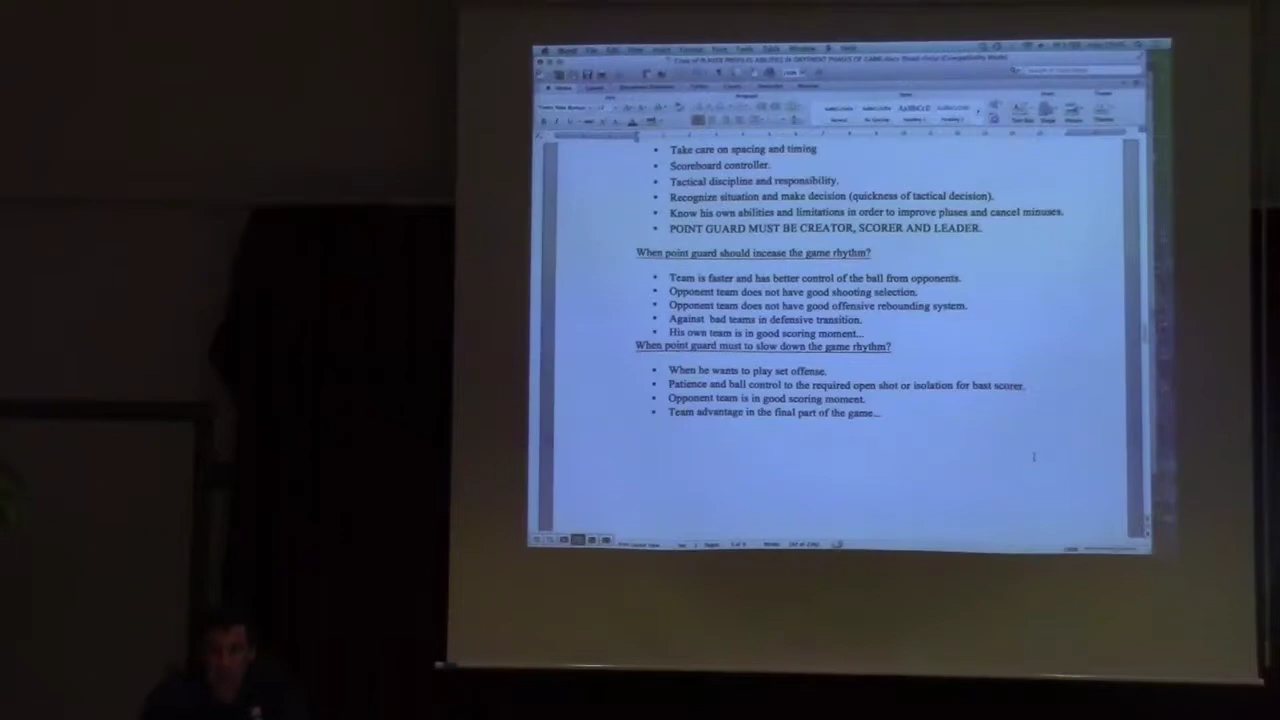 Take care on spacing and timing
Scoreboard controller.
Tactical discipline and responsibility.
Recognize situation and make decision (quickness of tactical decision).
Know his own abilities and limitations in order to improve pluses and cancel minuses.
POINT GUARD MUST BE CREATOR, SCORER AND LEADER.
When point guard should incease the game rhythm?
Team is faster and has better control of the ball from opponents.
Opponent team does not have good shooting selection.
Opponent team does not have good offensive rebounding system.
Against bad teams in defensive transition.
His own team is in good scoring moment...
When point guard must to slow down the game rhythm?
When he wants to play set offense.
Patience and ball control to the required open shot or isolation for bast scorer.
Opponent team is in good scoring moment.
Team advantage in the final part of the game...